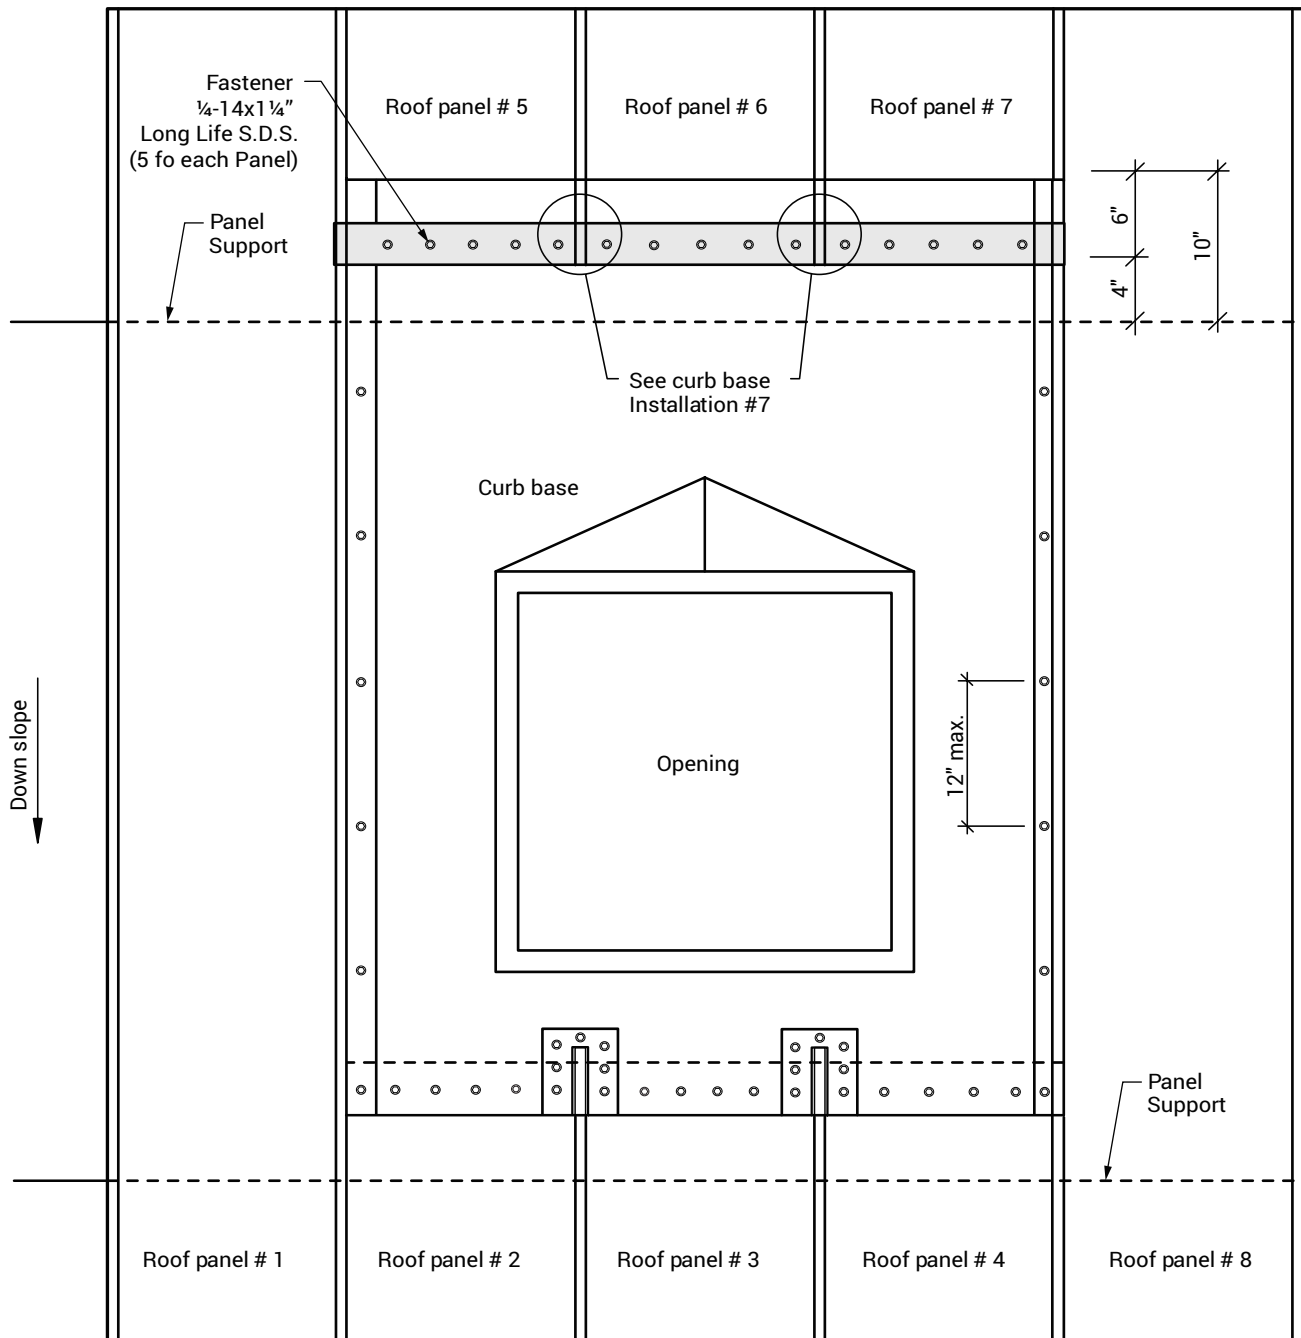 Fastener
¼-14x1¼"
Long Life S.D.S.
(5 fo each Panel)
Roof panel # 5
Roof panel # 6
Roof panel # 7
Panel
Support
6"
10"
4"
See curb base
Installation #7
Curb base
Down slope
Opening
12" max.
Panel
Support
Roof panel # 1
Roof panel # 2
Roof panel # 3
Roof panel # 4
Roof panel # 8